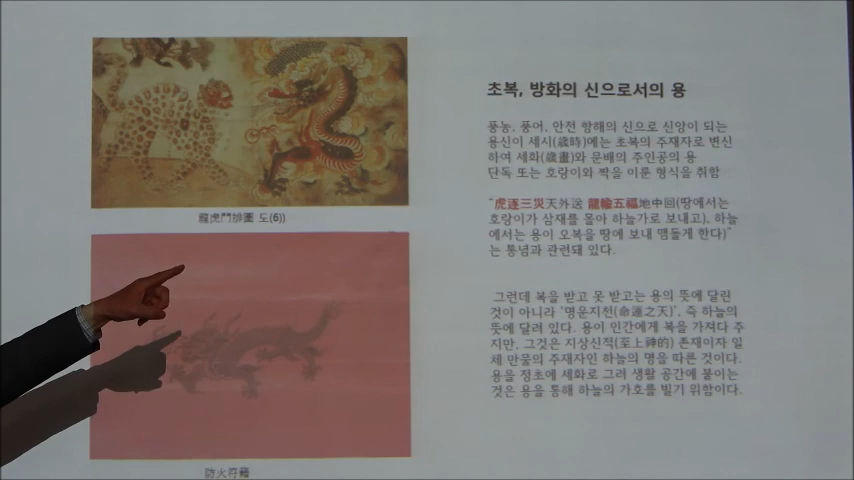 초복, 방화의 신으로서의 용
풍농, 풍어, 안전 항해의 신으로 신앙이 되는
용신이 세시(歲時)에는 초복의 주재자로 변신
하여 세화(歲畫)와 문배의 주인공의 용
단독 또는 호랑이와 짝을 이룬 형식을 취함
“虎逐三災天外送 龍輸五福地中回(땅에서는
호랑이가 삼재를 몰아 하늘가로 보내고), 하늘
에서는 용이 오복을 땅에 보내 맴돌게 한다)”
는 통념과 관련돼 있다.
그런데 복을 받고 못 받고는 용의 뜻에 달린
것이 아니라 ‘명운지천(命運之天)’, 즉 하늘의
뜻에 달려 있다. 용이 인간에게 복을 가져다 주
지만, 그것은 지상신적(至上神的) 존재이자 일
체 만물의 주재자인 하늘의 명을 따른 것이다.
용을 정초에 세화로 그려 생활 공간에 붙이는
것은 용을 통해 하늘의 가호를 빌기 위함이다.
龍虎門排圖 도(6))
防火符籍